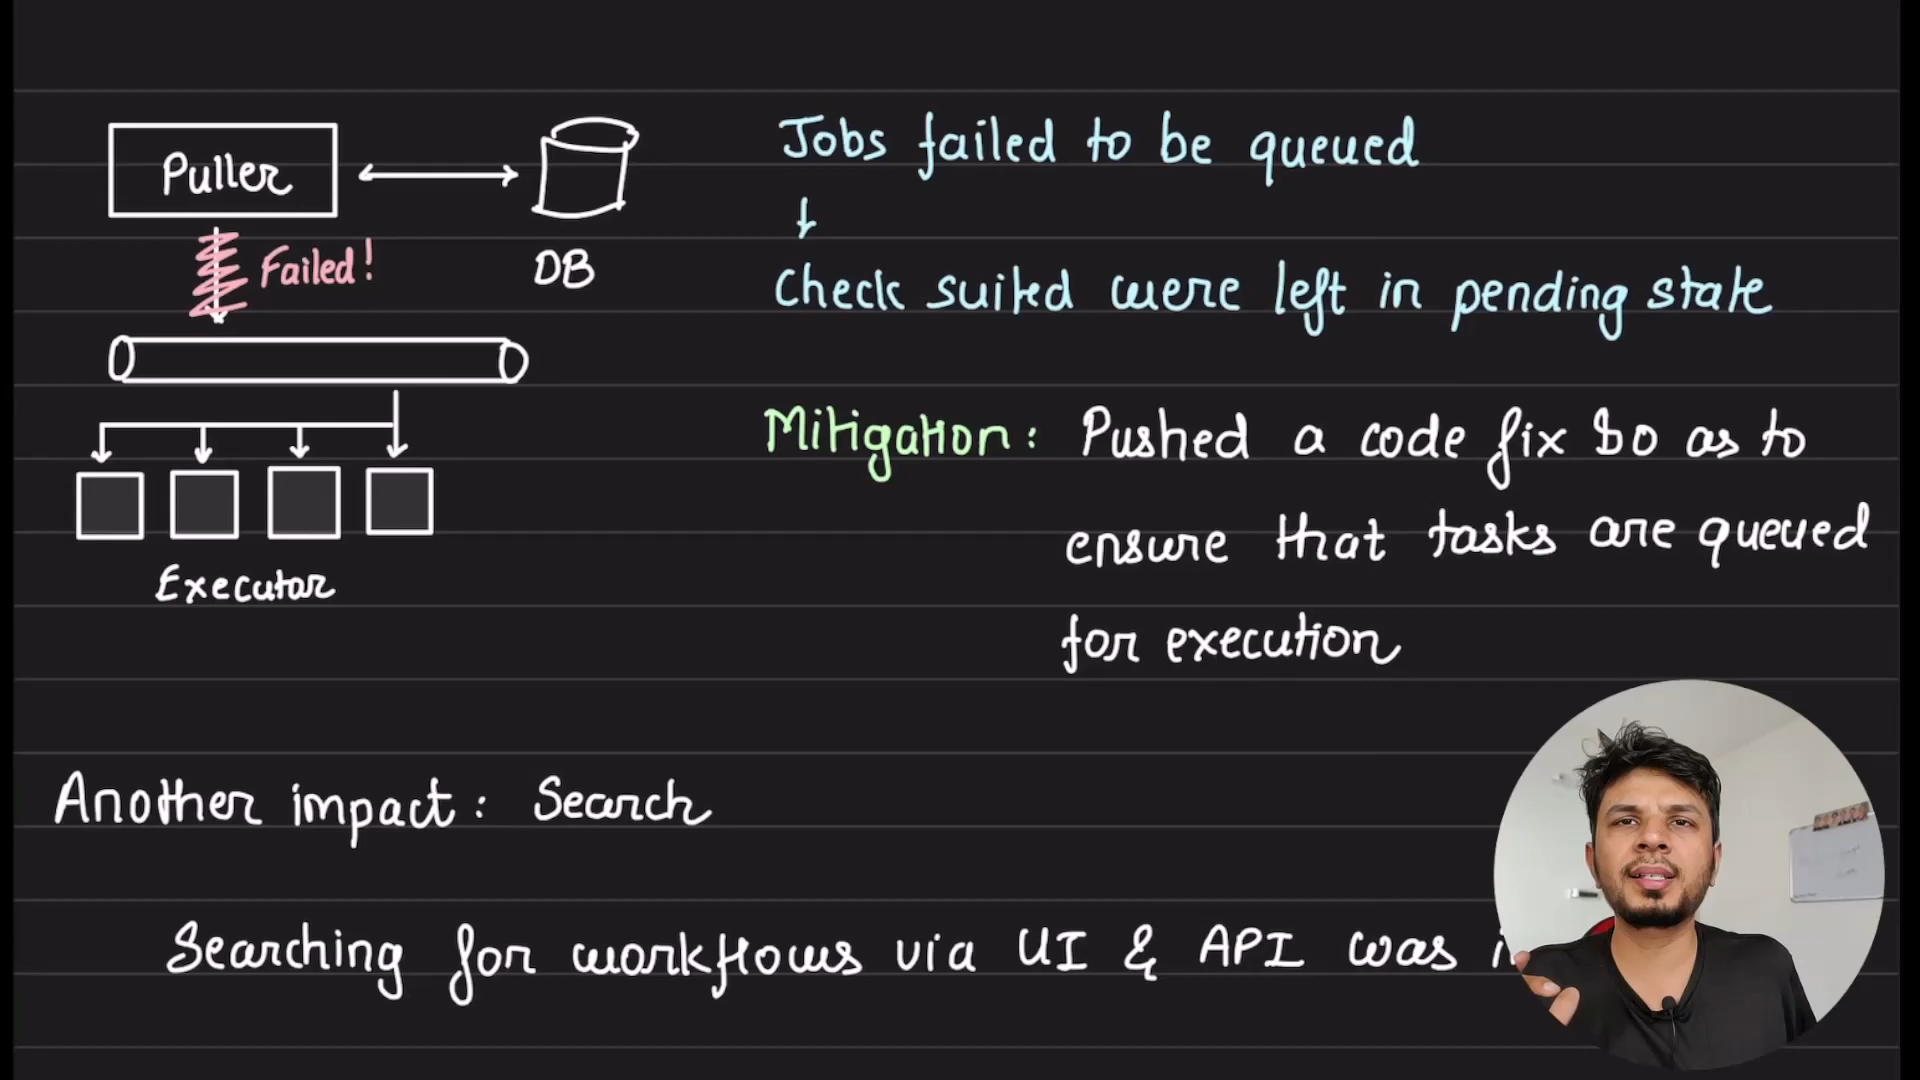 Puller
Failed!
DB
Executor
Jobs failed to be queued
Check suited were left in pending state
Mitigation: Pushed a code fix so as to
ensure that tasks are queued
for execution
Another impact: Search
Searching for workflows via UI & API was